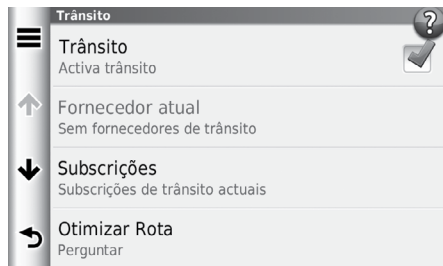 Trânsito
?
Trânsito
Activa trânsito
Fornecedor atual
Sem fornecedores de trânsito
Subscrições
Subscrições de trânsito actuais
Otimizar Rota
Perguntar